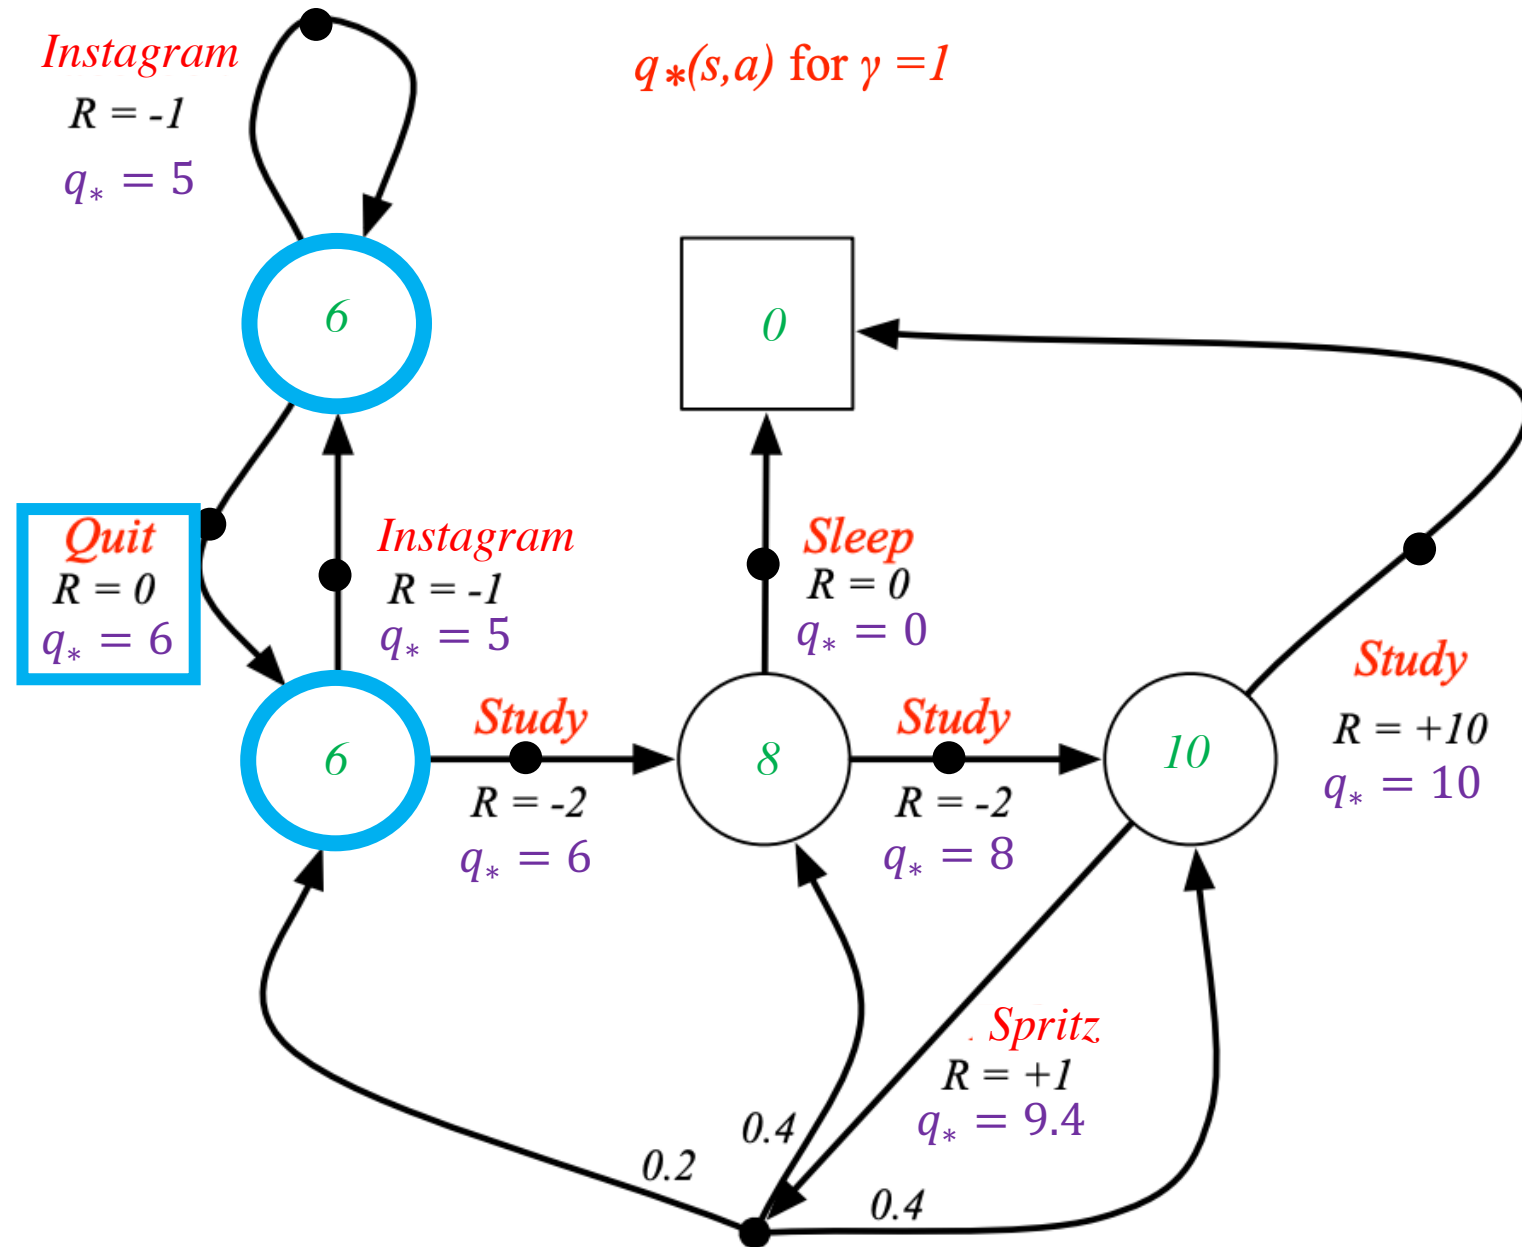 q*(s,a) for γ =1
Instagram
R = -1
q* = 5
6
0
Quit
R = 0
q* = 6
Instagram
R = -1
q* = 5
Sleep
R = 0
q* = 0
Study
R = +10
q* = 10
6
Study
R = -2
q* = 6
8
Study
R = -2
q* = 8
10
Spritz
R = +1
q* = 9.4
0.4
0.2
0.4